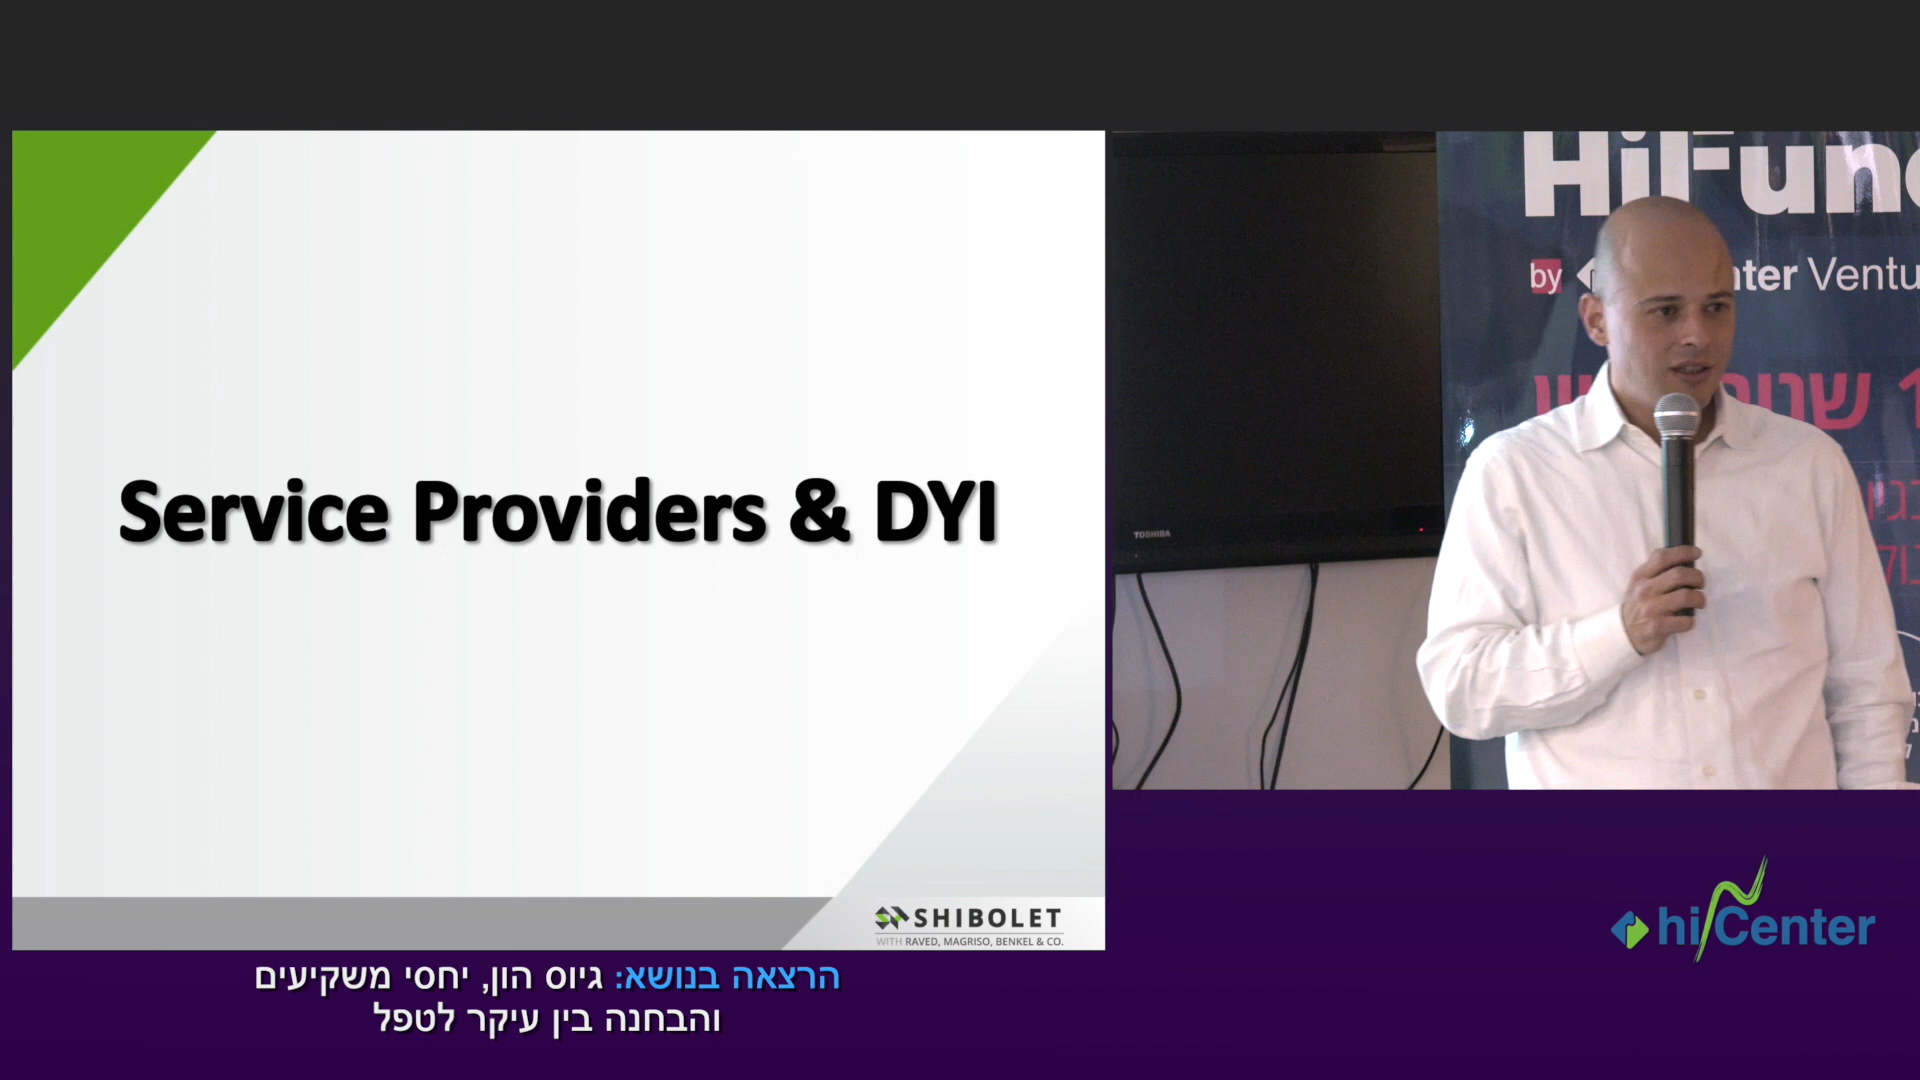 Service Providers & DYI
SHIBOLET
WITH RAVED, MAGRISO, BENKEL & CO.
TOSHIBA
by
Ventu
hiCenter
הרצאה בנושא: גיוס הון, יחסי משקיעים
והבחנה בין עיקר לטפל